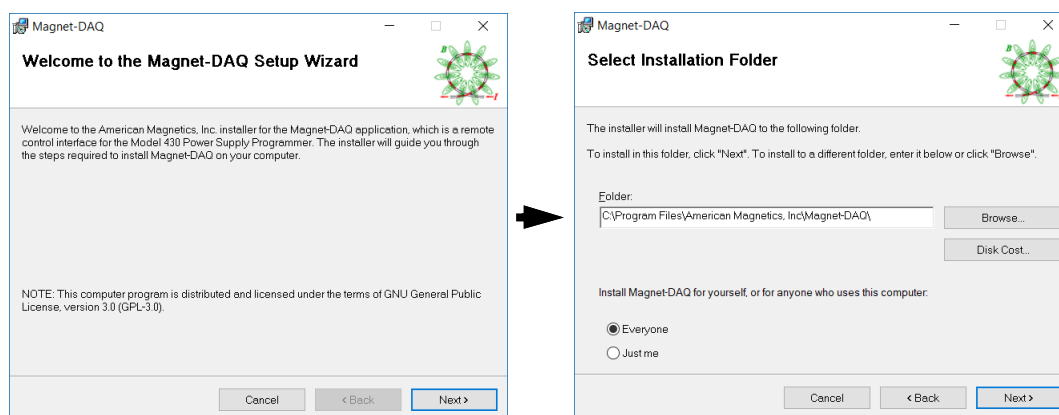 Magnet-DAQ
Welcome to the Magnet-DAQ Setup Wizard
B
I
Welcome to the American Magnetics, Inc. installer for the Magnet-DAQ application, which is a remote
control interface for the Model 430 Power Supply Programmer. The installer will guide you through
the steps required to install Magnet-DAQ on your computer.
NOTE: This computer program is distributed and licensed under the terms of GNU General Public
License, version 3.0 (GPL-3.0).
Cancel
< Back
Next >
Magnet-DAQ
Select Installation Folder
B
The installer will install Magnet-DAQ to the following folder.
To install in this folder, click "Next". To install to a different folder, enter it below or click "Browse".
Folder:
C:\Program Files\American Magnetics, Inc\Magnet-DAQ\
Browse...
Disk Cost...
Install Magnet-DAQ for yourself, or for anyone who uses this computer:
Everyone
Just me
Cancel
< Back
Next >